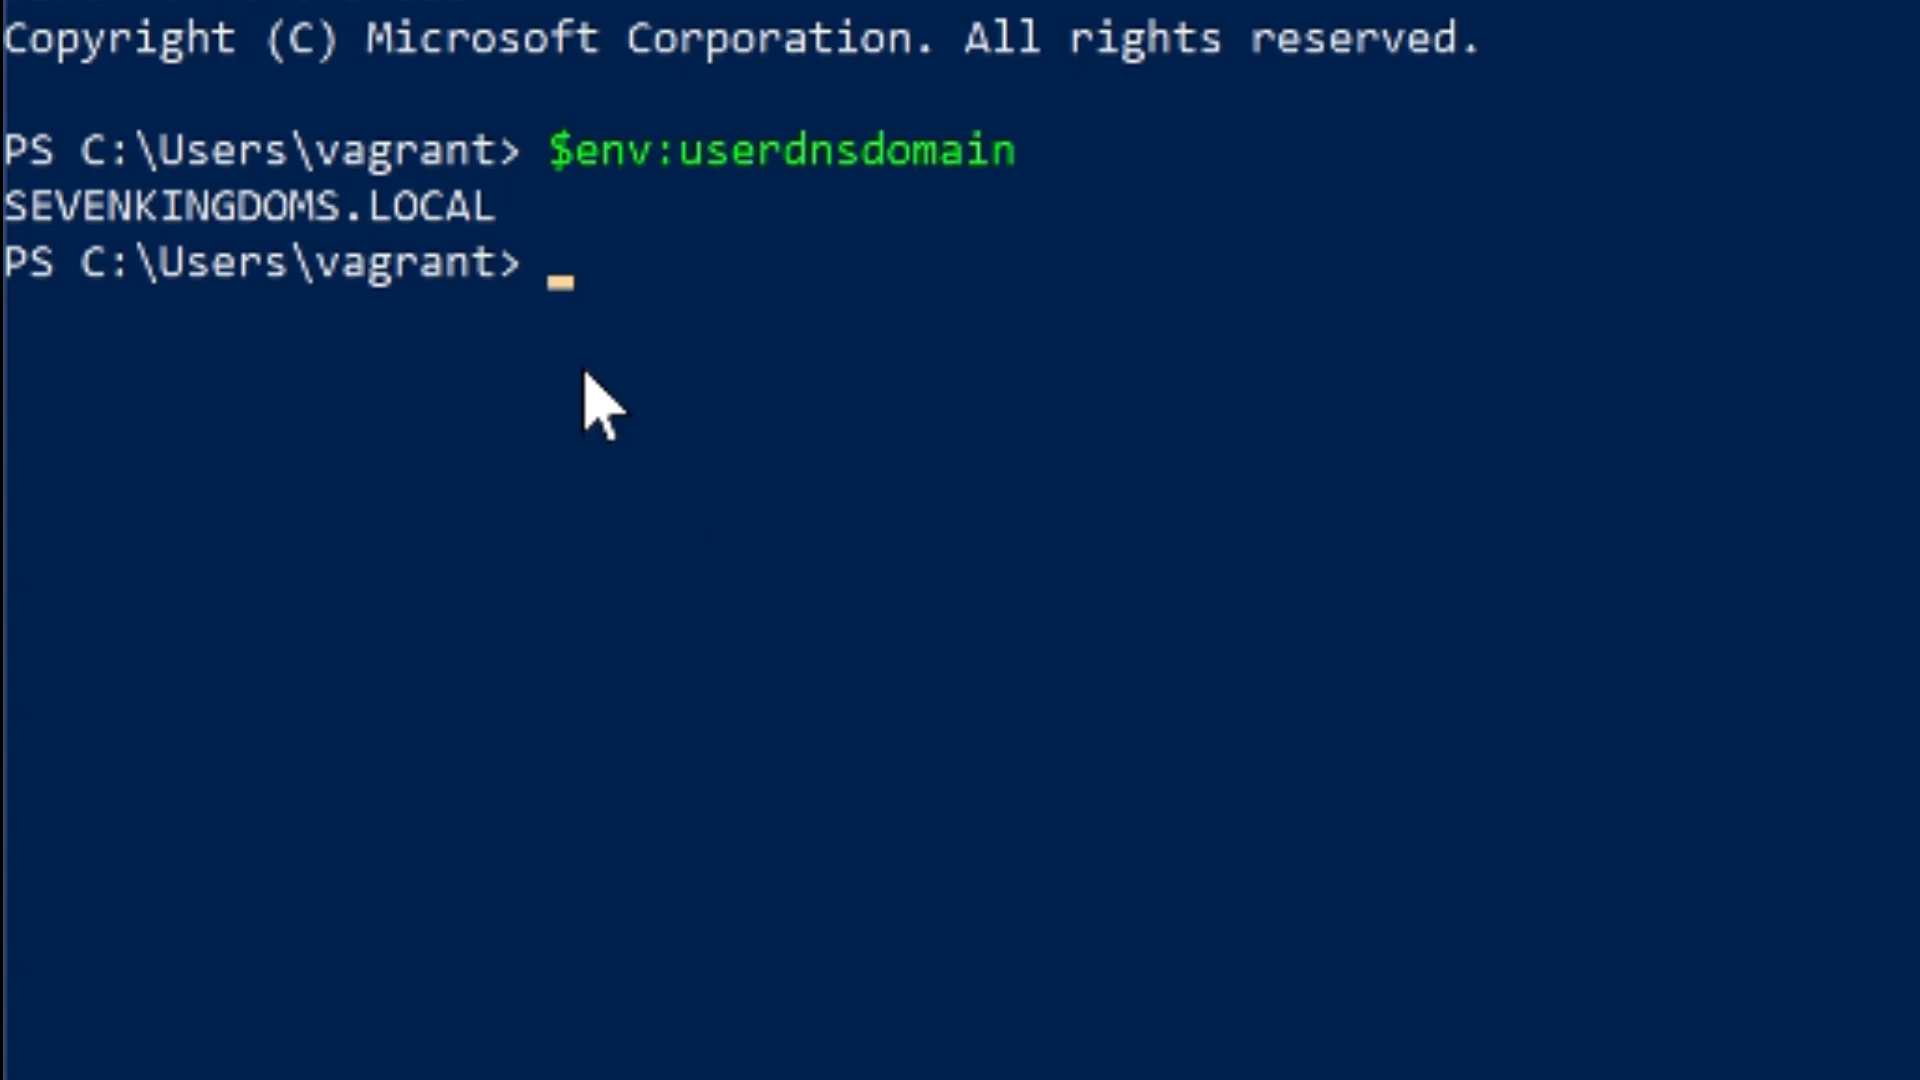 Copyright (C) Microsoft Corporation. All rights reserved.
PS C:\Users\vagrant> $env:userdnsdomain
SEVENKINGDOMS.LOCAL
PS C:\Users\vagrant>